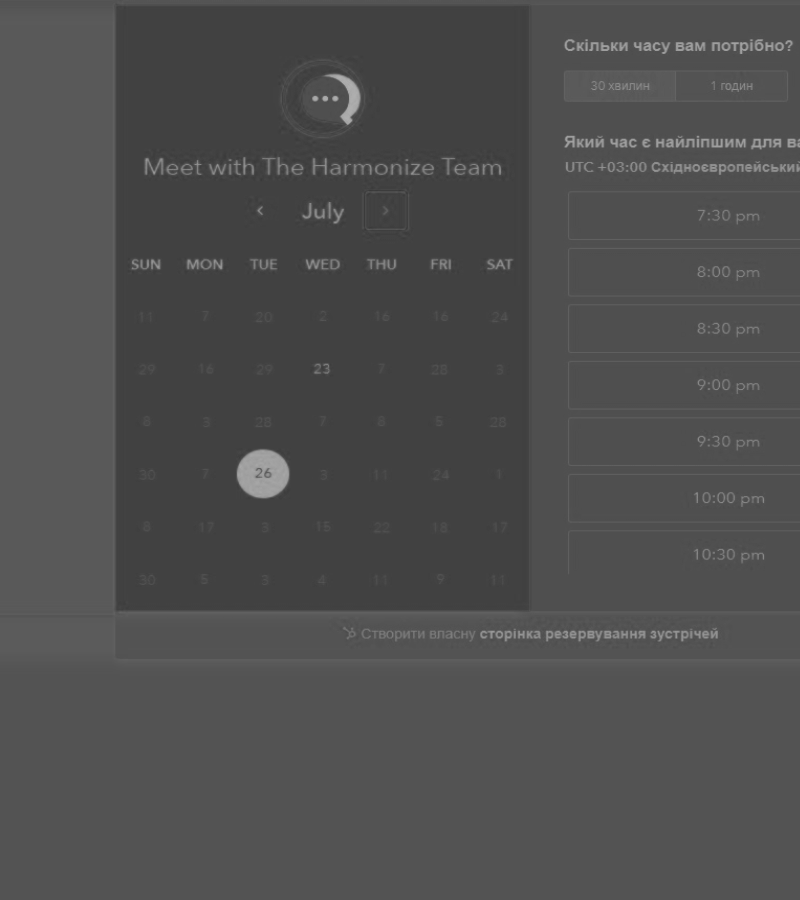 Meet with The Harmonize Team
July
SUN MON TUE WED THU FRI SAT
11 7 20 2 16 16 24
29 16 29 23 7 28 3
6 3 28 7 8 5 28
30 7 26 3 11 24 1
8 17 3 15 22 18 17
30 5 3 4 11 9 11
Скільки часу вам потрібно?
30 хвилин 1 годин
Який час є найліпшим для ва
UTC +03:00 Східноєвропейський
7:30 pm
8:00 pm
8:30 pm
9:00 pm
9:30 pm
10:00 pm
10:30 pm
Створити власну сторінка резервування зустрічей